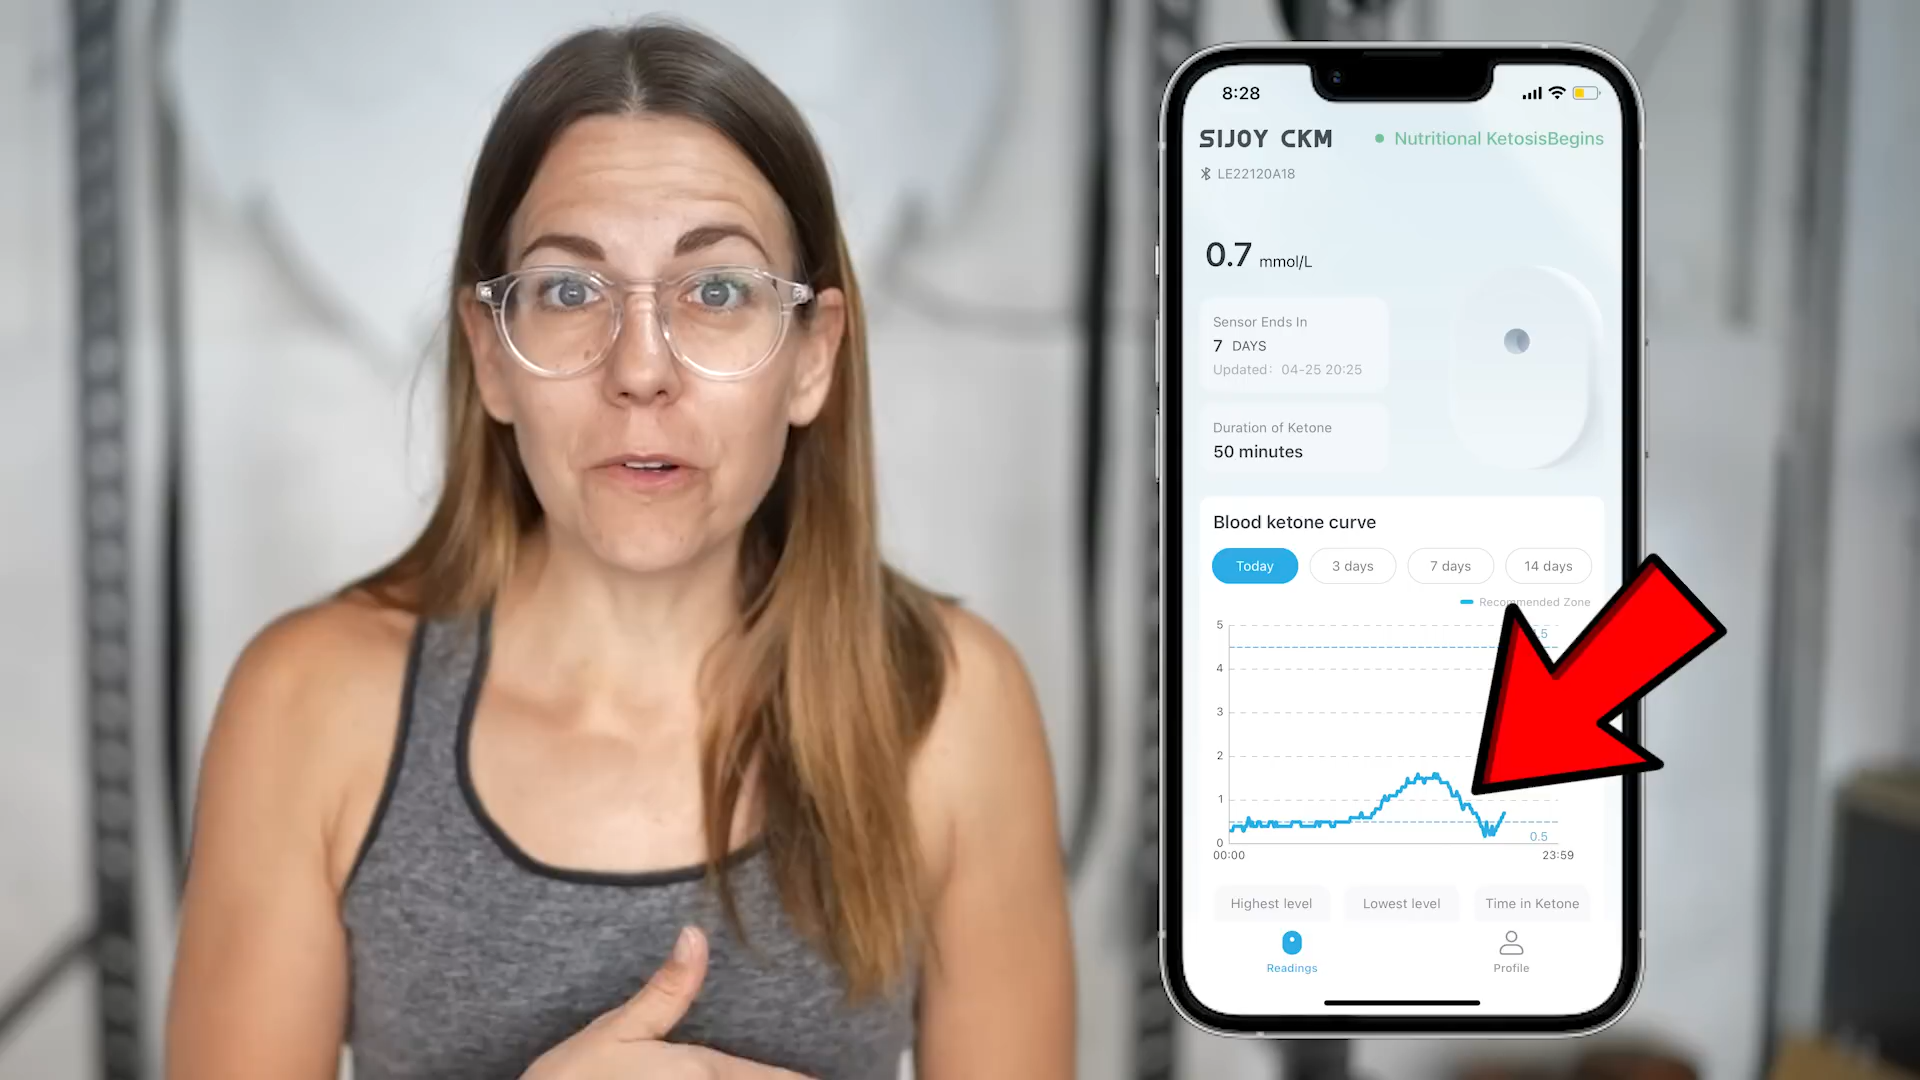 8:28
SIJOY CKM
Nutritional KetosisBegins
LE22120A18
0.7 mmol/L
Sensor Ends In
7 DAYS
Updated: 04-25 20:25
Duration of Ketone
50 minutes
Blood ketone curve
Today 3 days 7 days 14 days
Recommended Zone
5
4
3
2
1
0
0.5
00:00 23:59
Highest level Lowest level Time in Ketone
Readings Profile